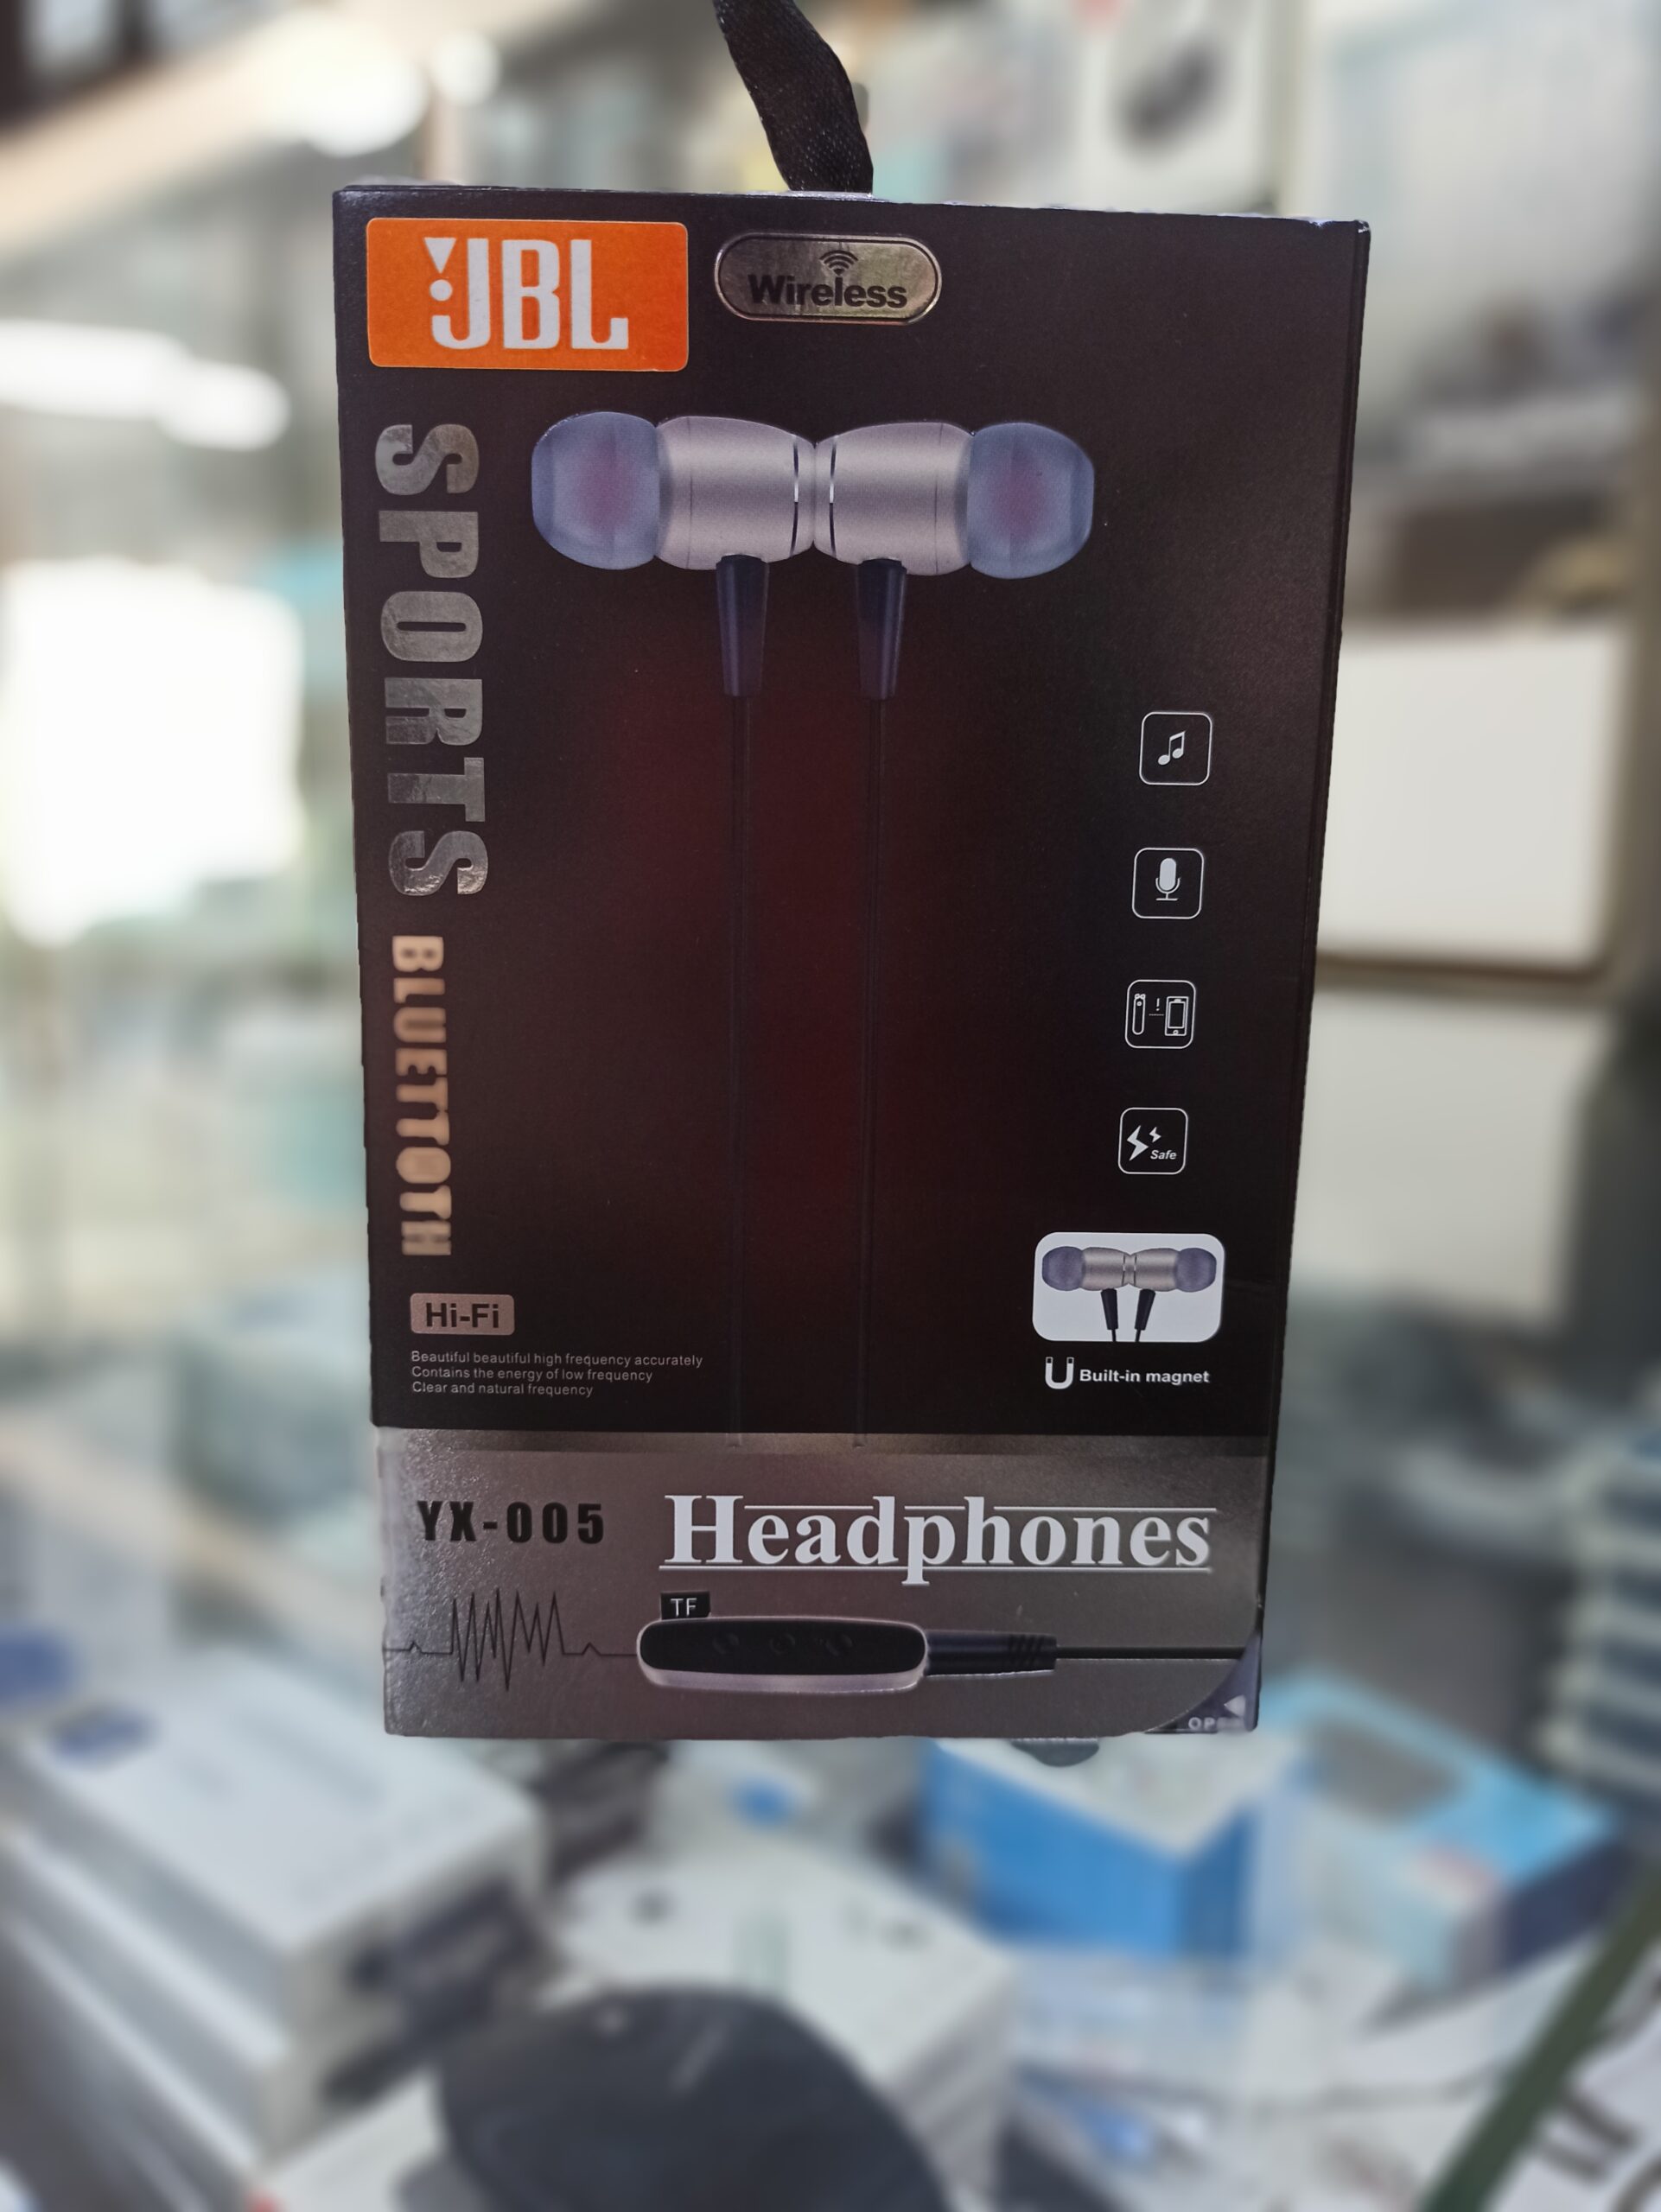 JBL
Wireless
SPORTS
BLUETTOTH
Safe
Hi-Fi
Beautiful beautiful high frequency accurately
Contains the energy of low frequency
Clear and natural frequency
Built-in magnet
YX-005
Headphones
TF